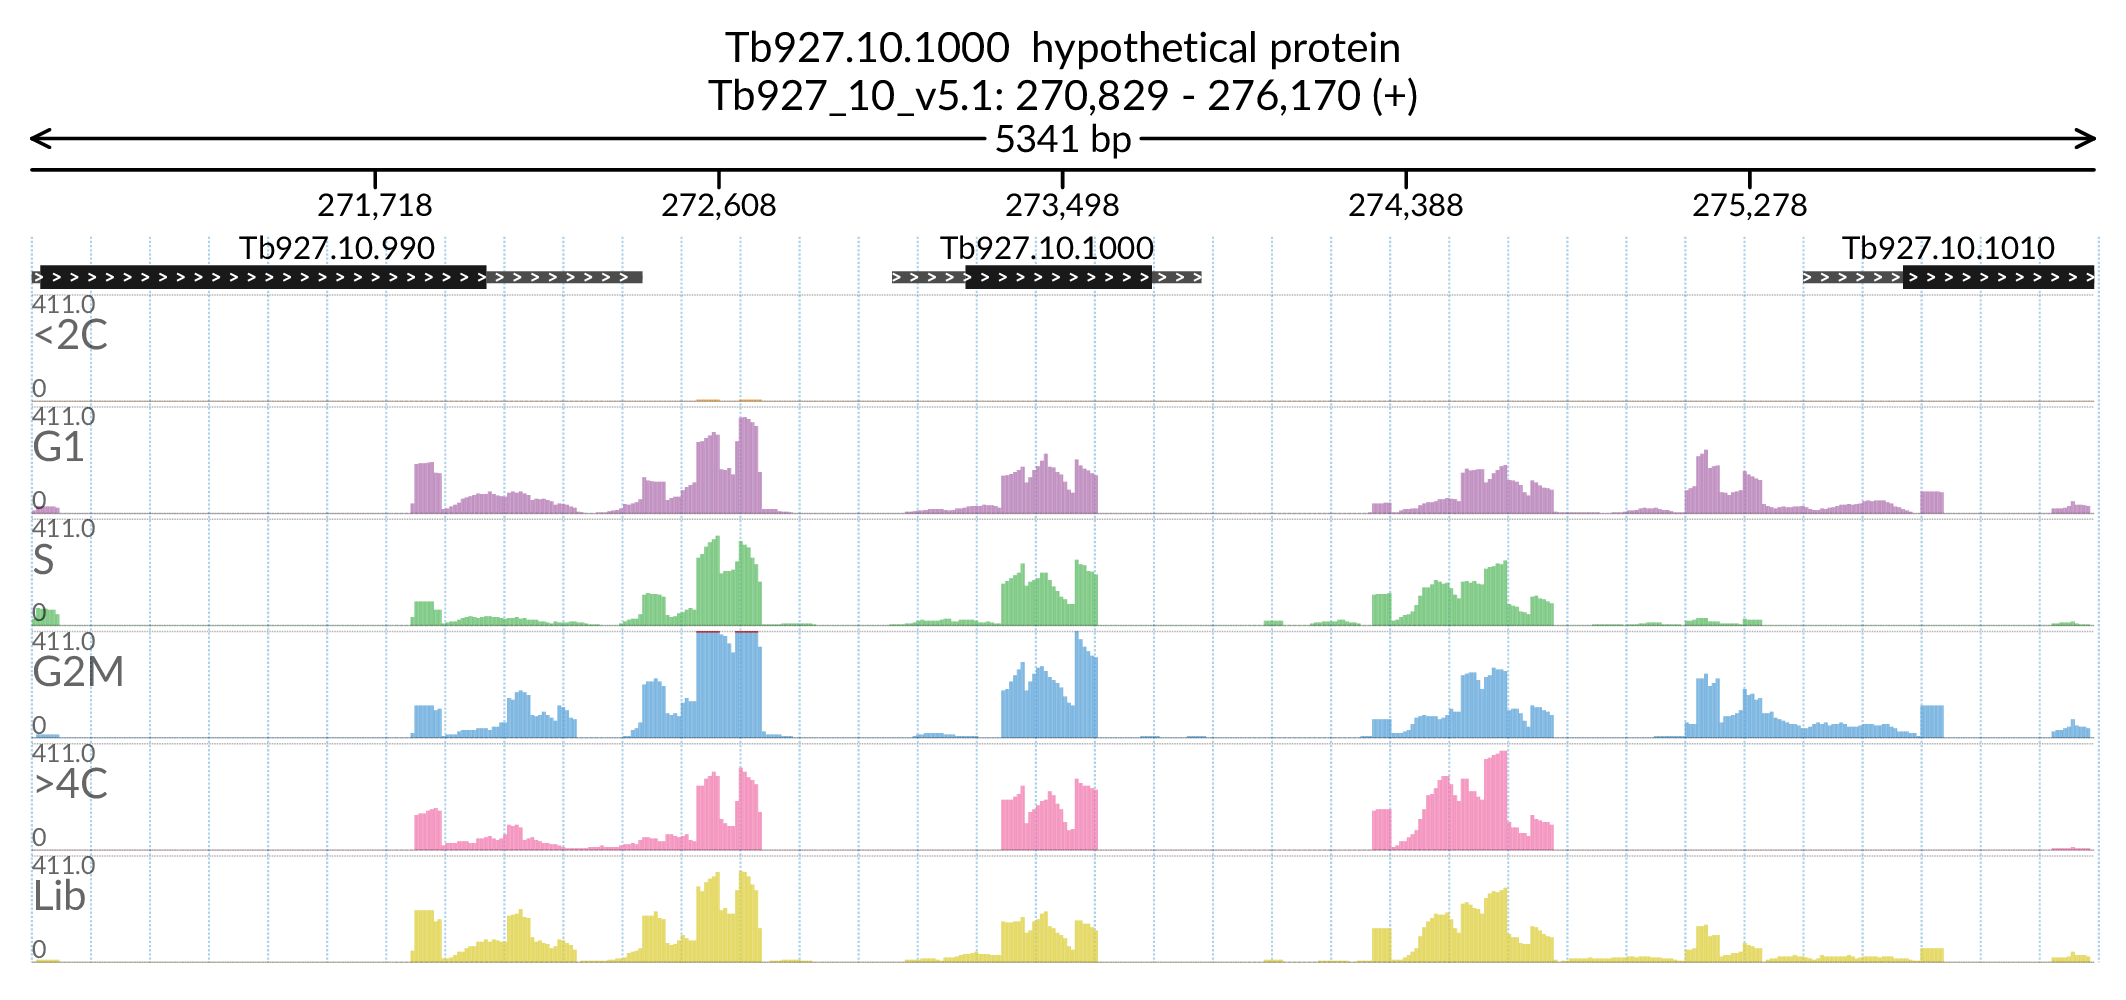 Tb927.10.1000  hypothetical protein
Tb927_10_v5.1: 270,829 - 276,170 (+)
5341 bp
271,718 272,608 273,498 274,388 275,278
Tb927.10.990 Tb927.10.1000 Tb927.10.1010
411.0
<2C
0
411.0
G1
0
411.0
S
0
411.0
G2M
0
411.0
>4C
0
411.0
Lib
0